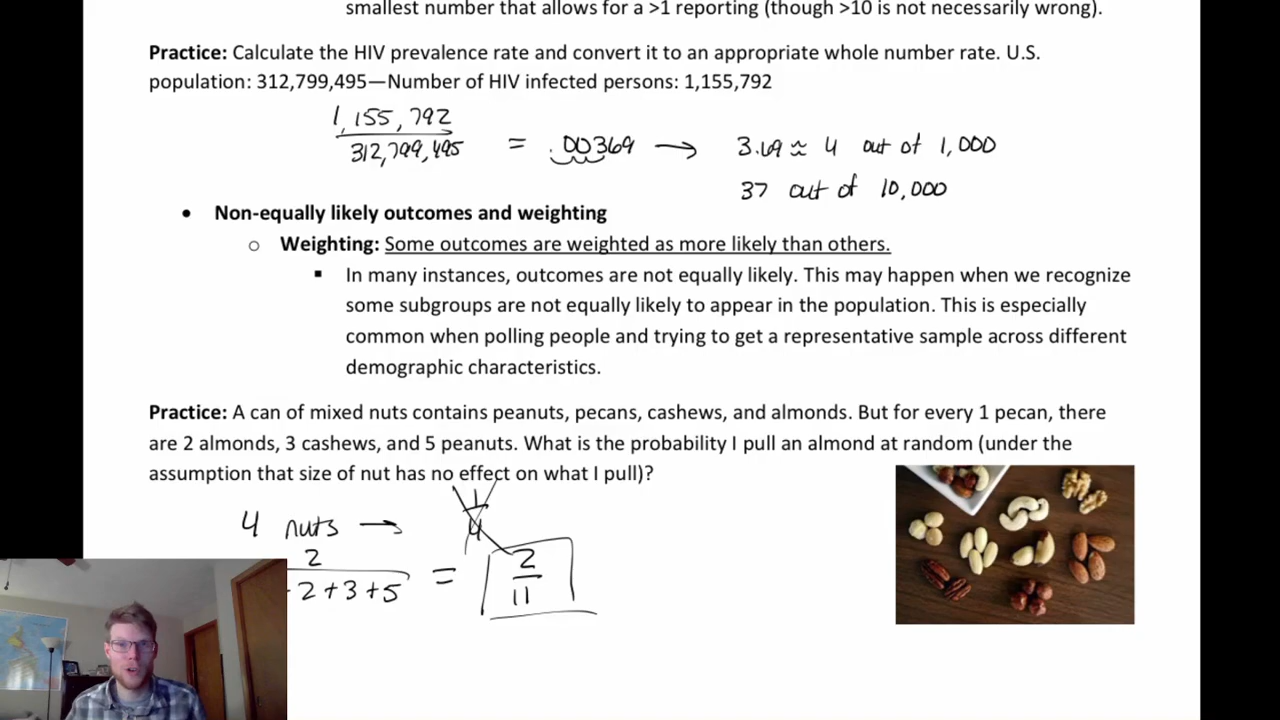 smallest number that allows for a >1 reporting (though >10 is not necessarily wrong).
Practice: Calculate the HIV prevalence rate and convert it to an appropriate whole number rate. U.S.
population: 312,799,495—Number of HIV infected persons: 1,155,792
1,155,792
312,799,495 = .00369 → 3.69 ≈ 4 out of 1,000
37 out of 10,000
• Non-equally likely outcomes and weighting
o Weighting: Some outcomes are weighted as more likely than others.
▪ In many instances, outcomes are not equally likely. This may happen when we recognize
some subgroups are not equally likely to appear in the population. This is especially
common when polling people and trying to get a representative sample across different
demographic characteristics.
Practice: A can of mixed nuts contains peanuts, pecans, cashews, and almonds. But for every 1 pecan, there
are 2 almonds, 3 cashews, and 5 peanuts. What is the probability I pull an almond at random (under the
assumption that size of nut has no effect on what I pull)?
4 nuts → 1/4
2
2+3+5 = 2/11